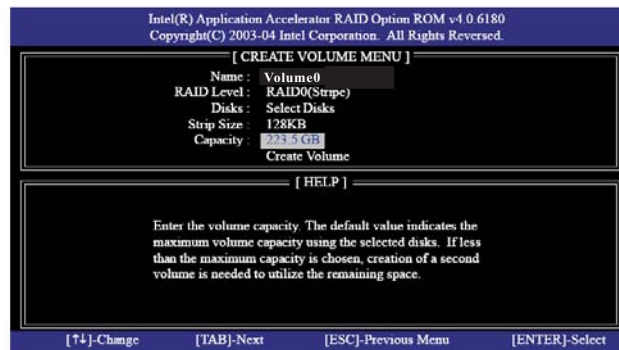 Intel(R) Application Accelerator RAID Option ROM v4.0.6180
Copyright(C) 2003-04 Intel Corporation. All Rights Reversed.
[ CREATE VOLUME MENU ]
Name : Volume0
RAID Level : RAID0(Stripe)
Disks : Select Disks
Strip Size : 128KB
Capacity : 223.5 GB
Create Volume
[ HELP ]
Enter the volume capacity. The default value indicates the
maximum volume capacity using the selected disks. If less
than the maximum capacity is chosen, creation of a second
volume is needed to utilize the remaining space.
[↑↓]-Change [TAB]-Next [ESC]-Previous Menu [ENTER]-Select